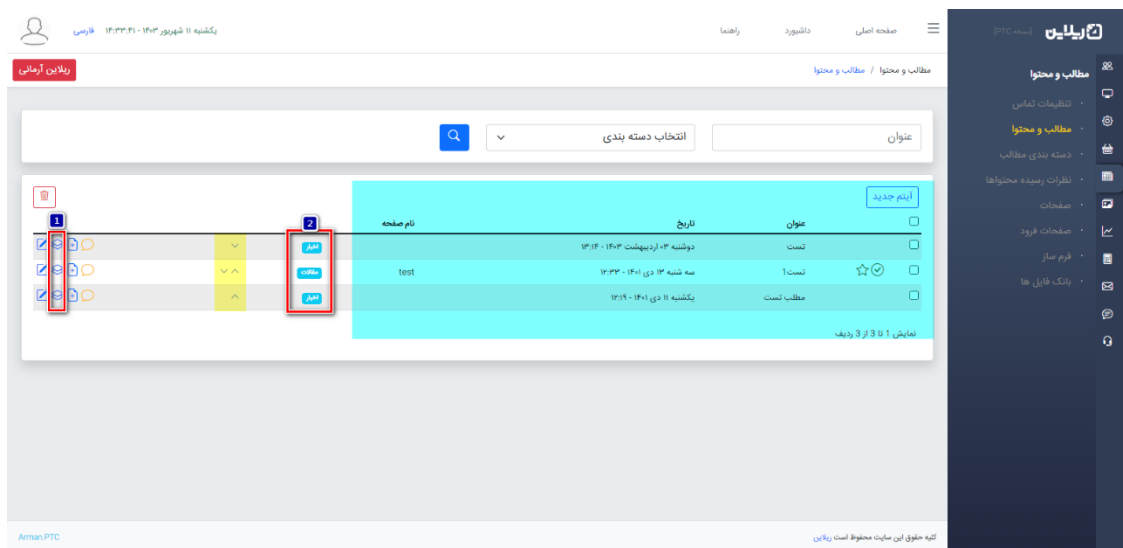 ریلاین [نسخه PTC]
مطالب و محتوا
تنظیمات تماس
مطالب و محتوا
دسته بندی مطالب
نظرات رسیده محتواها
صفحات
صفحات فرود
فرم ساز
بانک فایل ها
صفحه اصلی داشبورد راهنما
یکشنبه ۱۱ شهریور ۱۴۰۳ - ۱۴:۳۳:۴۱ فارسی
مطالب و محتوا / مطالب و محتوا
ریلاین آرمانی
عنوان
انتخاب دسته بندی
آیتم جدید
1
2
عنوان تاریخ نام صفحه
تست دوشنبه ۰۳ اردیبهشت ۱۴۰۳ - ۱۳:۱۴ اخبار
تست1 سه شنبه ۱۳ دی ۱۴۰۱ - ۱۲:۳۳ test مقالات
مطلب تست یکشنبه ۱۱ دی ۱۴۰۱ - ۱۲:۱۹ اخبار
نمایش 1 تا 3 از 3 ردیف
کلیه حقوق این سایت محفوظ است ریلاین
Arman.PTC